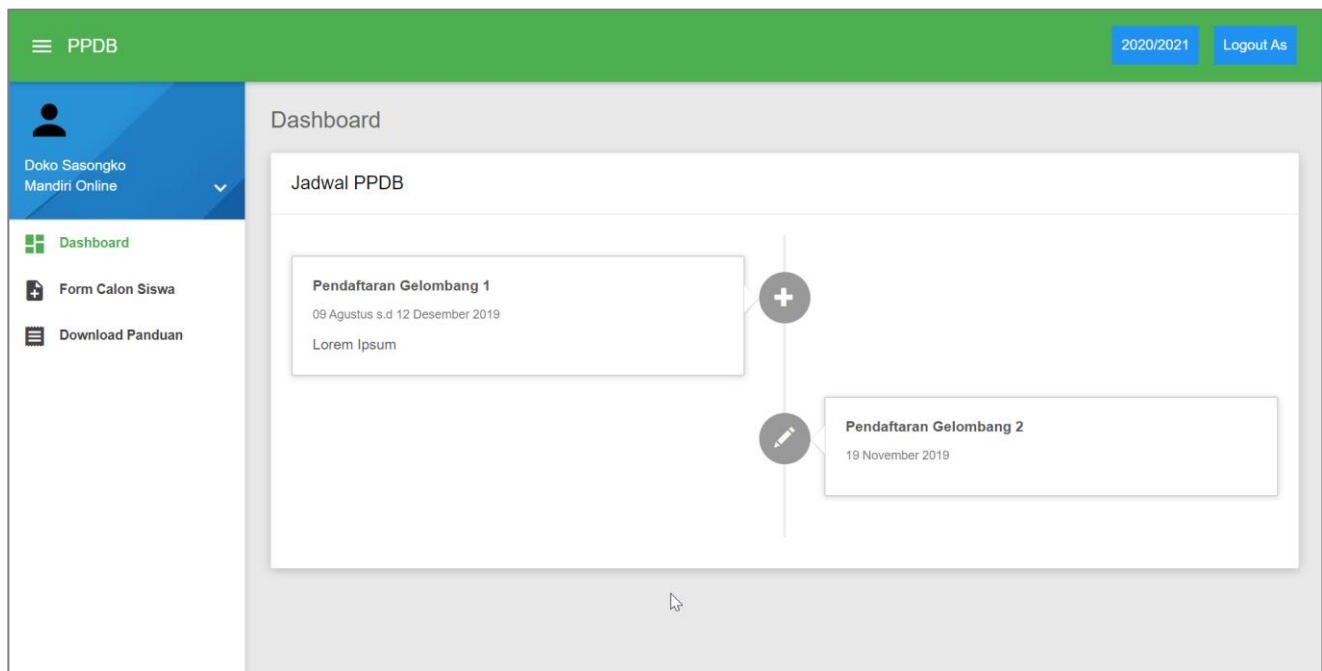 PPDB
2020/2021
Logout As
Doko Sasongko
Mandiri Online
Dashboard
Form Calon Siswa
Download Panduan
Dashboard
Jadwal PPDB
Pendaftaran Gelombang 1
09 Agustus s.d 12 Desember 2019
Lorem Ipsum
Pendaftaran Gelombang 2
19 November 2019